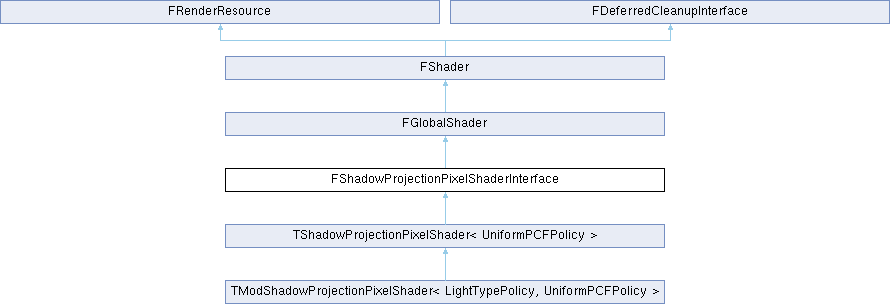 FRenderResource
FDeferredCleanupInterface
FShader
FGlobalShader
FShadowProjectionPixelShaderInterface
TShadowProjectionPixelShader< UniformPCFPolicy >
TModShadowProjectionPixelShader< LightTypePolicy, UniformPCFPolicy >